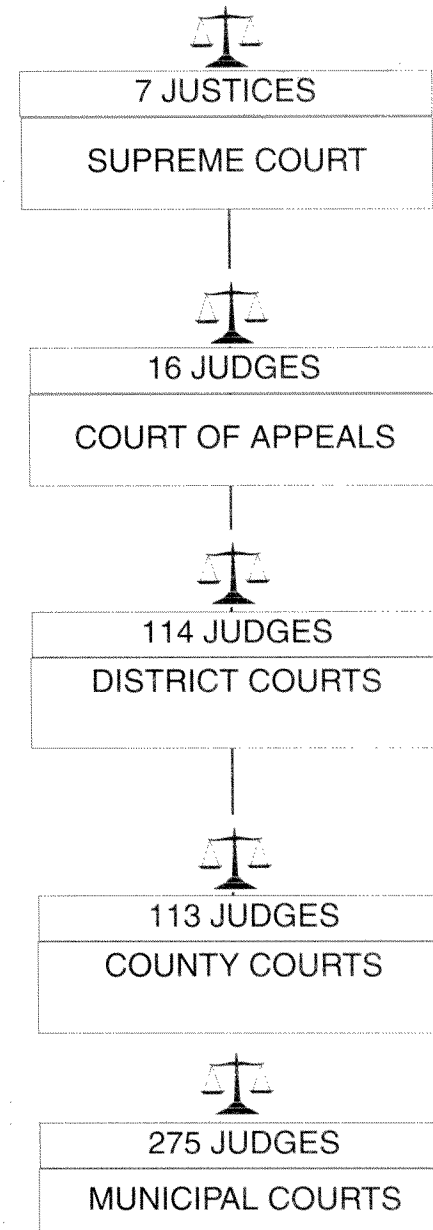 7 JUSTICES
SUPREME COURT
16 JUDGES
COURT OF APPEALS
114 JUDGES
DISTRICT COURTS
113 JUDGES
COUNTY COURTS
275 JUDGES
MUNICIPAL COURTS